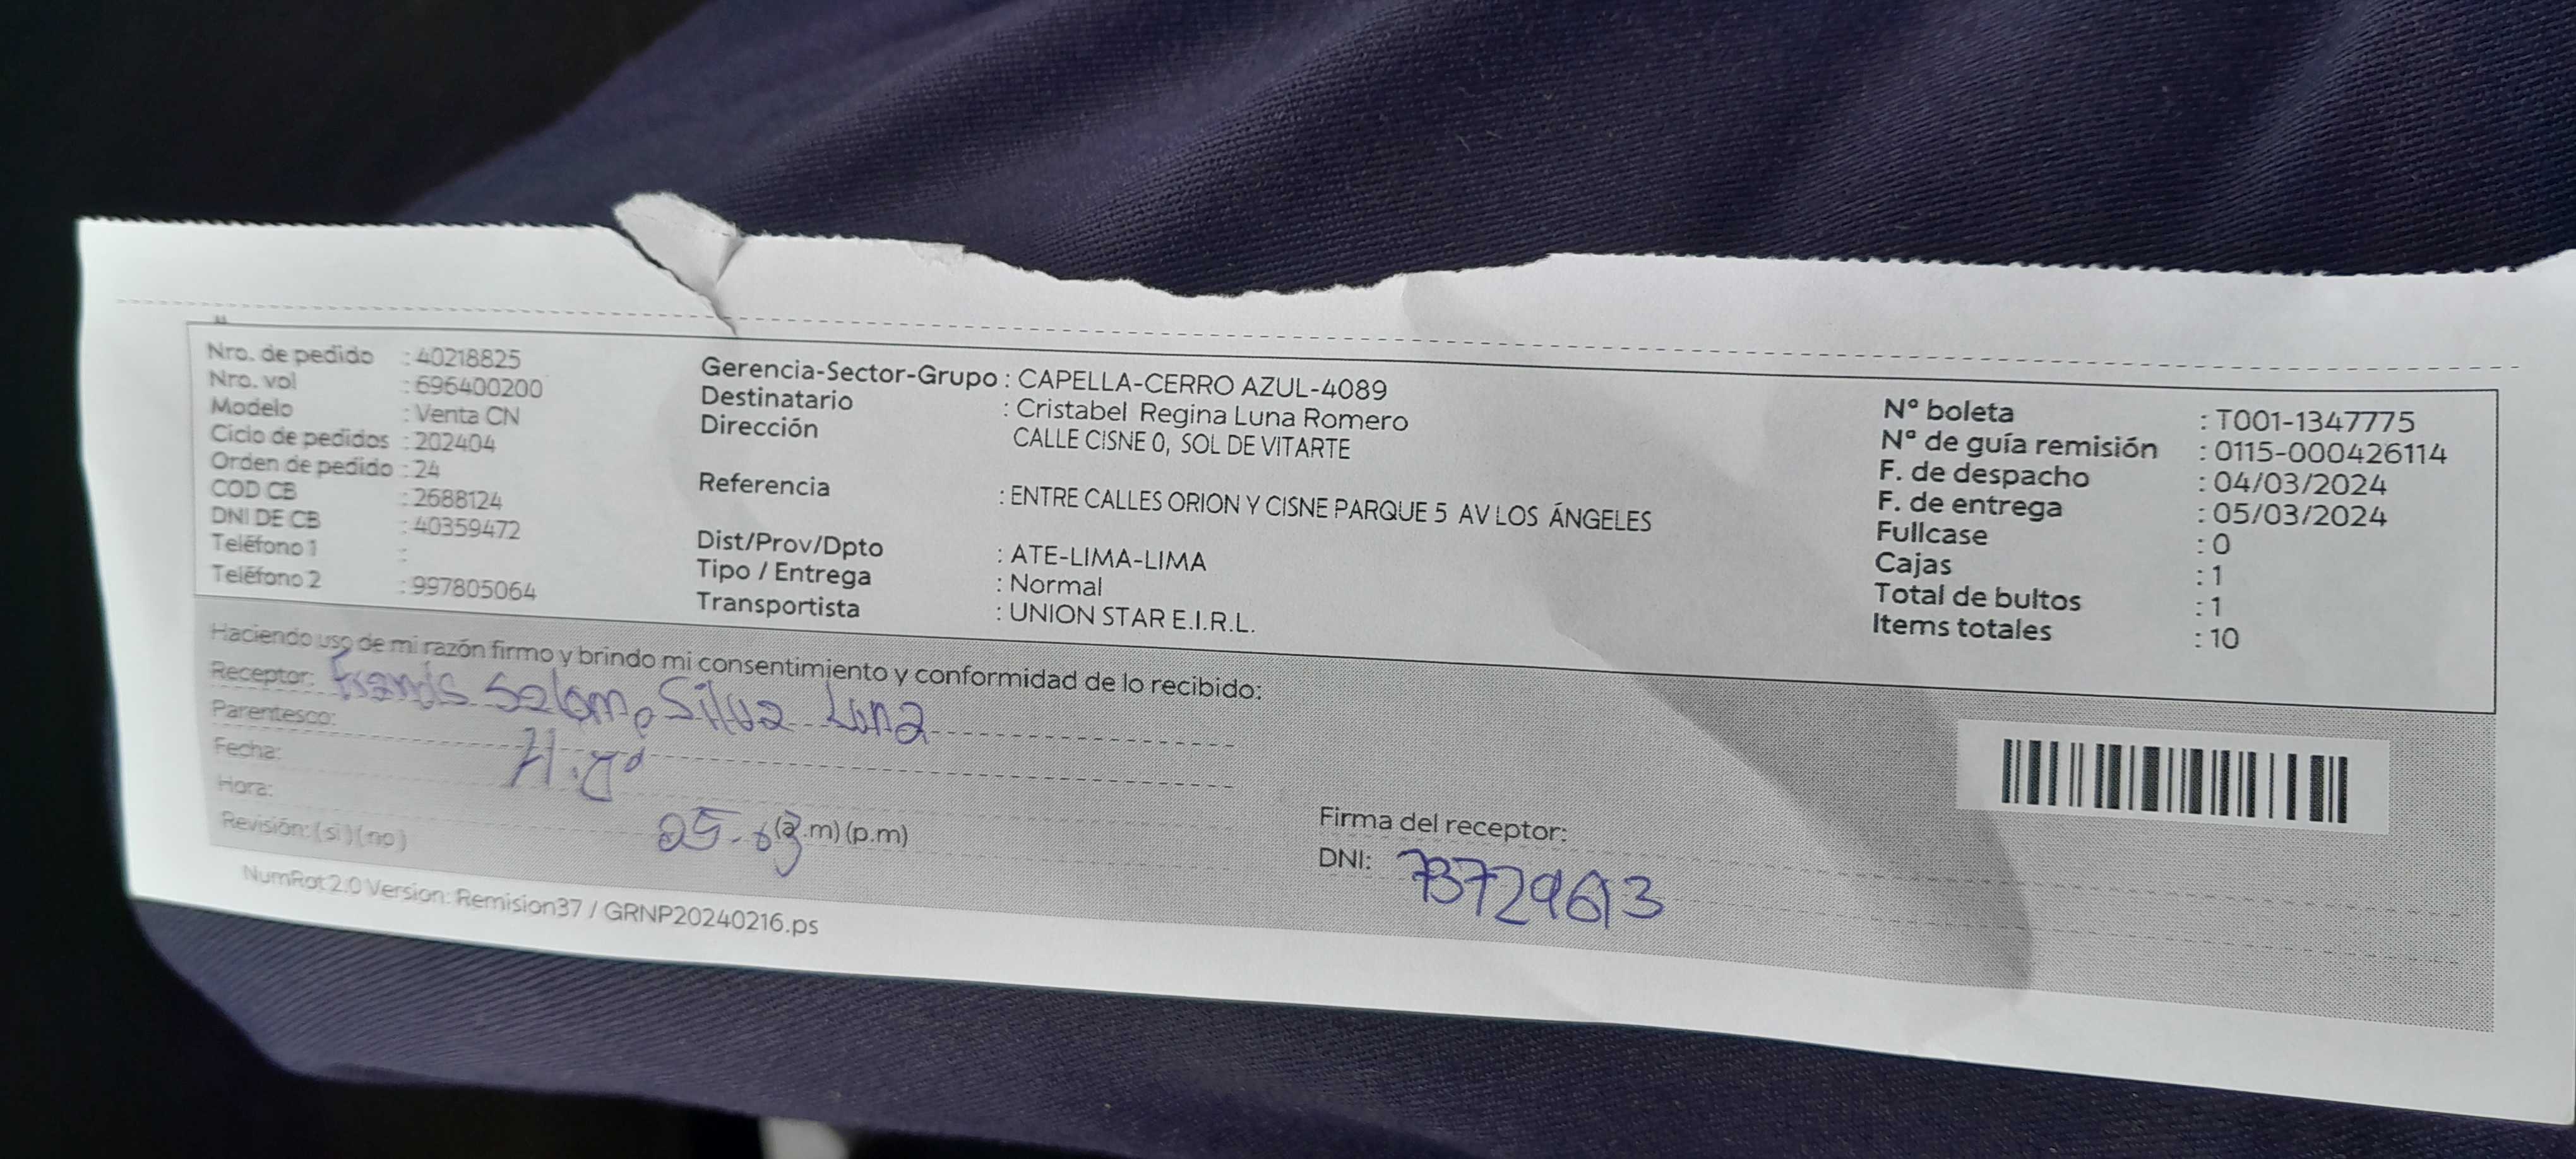 Nro. de pedido : 40218825
Nro. vol : 696400200
Modelo : Venta CN
Ciclo de pedidos : 202404
Orden de pedido : 24
COD CB : 2688124
DNI DE CB : 40359472
Teléfono 1 :
Teléfono 2 : 997805064
Gerencia-Sector-Grupo : CAPELLA-CERRO AZUL-4089
Destinatario : Cristabel Regina Luna Romero
Dirección CALLE CISNE 0, SOL DE VITARTE
Referencia : ENTRE CALLES ORION Y CISNE PARQUE 5 AV LOS ÁNGELES
Dist/Prov/Dpto : ATE-LIMA-LIMA
Tipo / Entrega : Normal
Transportista : UNION STAR E.I.R.L.
N° boleta : T001-1347775
N° de guía remisión : 0115-000426114
F. de despacho : 04/03/2024
F. de entrega : 05/03/2024
Fullcase : 0
Cajas : 1
Total de bultos : 1
Items totales : 10
Haciendo uso de mi razón firmo y brindo mi consentimiento y conformidad de lo recibido:
Receptor: Silva Luna
Parentesco:
Fecha:
Hora: (a.m) (p.m)
Revisión: (si) (no)
Firma del receptor:
DNI:
NumRot 2.0 Version: Remision37 / GRNP20240216.ps